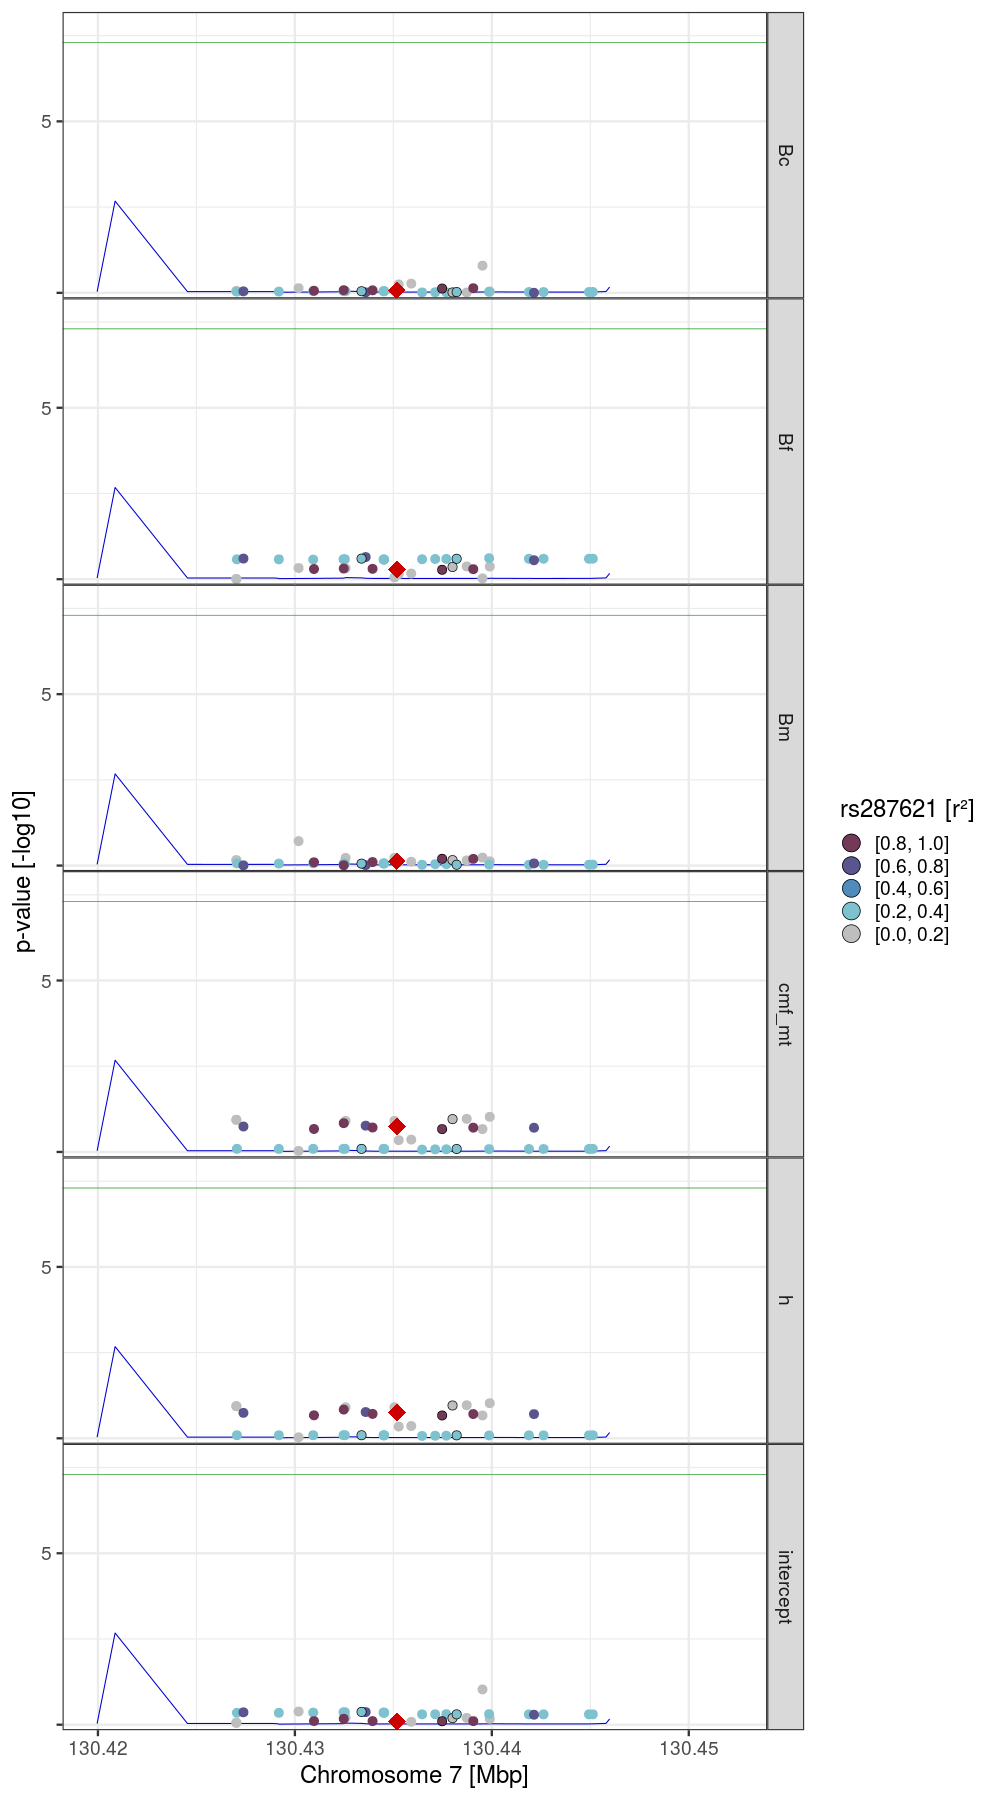 Bc
5
Bf
5
Bm
5
cmf_mt
5
h
5
intercept
5
130.42 130.43 130.44 130.45
Chromosome 7 [Mbp]
p-value [-log10]
rs287621 [r²]
[0.8, 1.0]
[0.6, 0.8]
[0.4, 0.6]
[0.2, 0.4]
[0.0, 0.2]